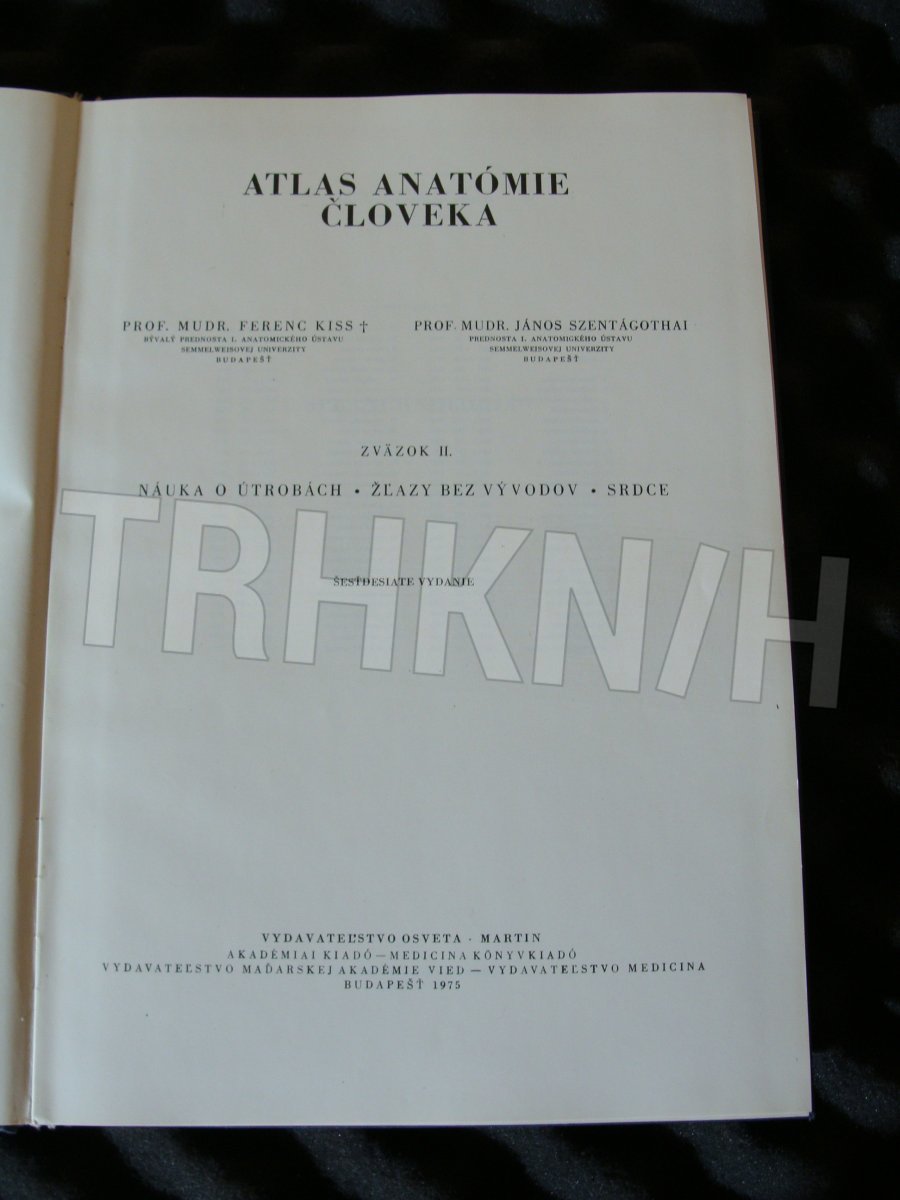 ATLAS ANATÓMIE
ČLOVEKA
PROF. MUDR. FERENC KISS †
BÝVALÝ PREDNOSTA I. ANATOMICKÉHO ÚSTAVU
SEMMELWEISOVEJ UNIVERZITY
BUDAPEŠŤ
PROF. MUDR. JÁNOS SZENTÁGOTHAI
PREDNOSTA I. ANATOMICKÉHO ÚSTAVU
SEMMELWEISOVEJ UNIVERZITY
BUDAPEŠŤ
ZVÄZOK II.
NÁUKA O ÚTROBÁCH • ŽĽAZY BEZ VÝVODOV • SRDCE
TRHKN/H
ŠESŤDESIATE VYDANIE
VYDAVATEĽSTVO OSVETA · MARTIN
AKADÉMIAI KIADÓ — MEDICINA KÖNYVKIADÓ
VYDAVATEĽSTVO MAĎARSKEJ AKADÉMIE VIED — VYDAVATEĽSTVO MEDICINA
BUDAPEŠŤ 1975